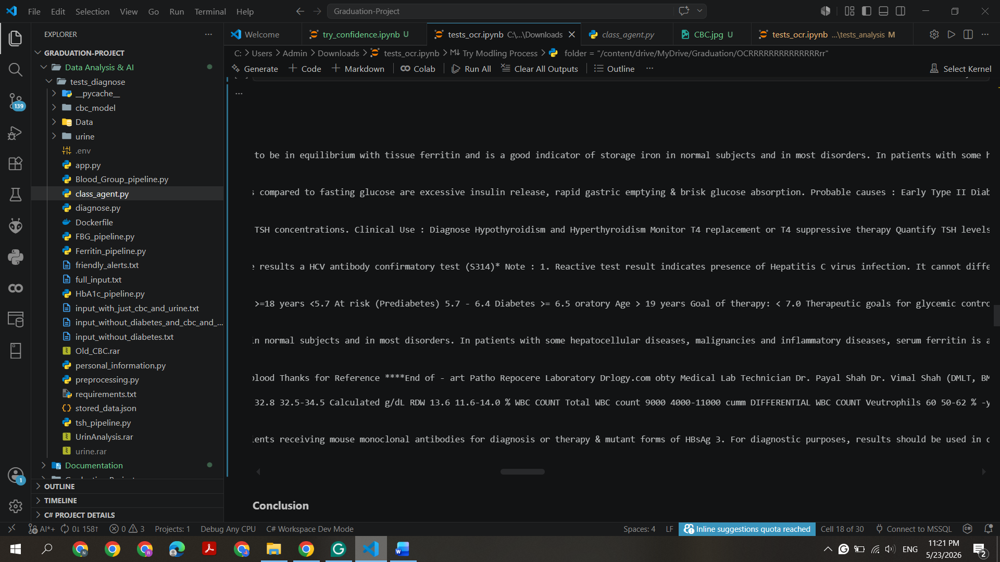 File Edit Selection View Go Run Terminal Help
Graduation-Project
EXPLORER
Welcome
try_confidence.ipynb U
tests_ocr.ipynb C:\...\Downloads
class_agent.py
CBC.jpg U
tests_ocr.ipynb ...\tests_analysis M
C: > Users > Admin > Downloads > tests_ocr.ipynb > M↓ Try Modling Process >
Generate + Code + Markdown Colab Run All Clear All Outputs Outline ...
Select Kernel
GRADUATION-PROJECT
Data Analysis & AI
tests_diagnose
__pycache__
cbc_model
Data
urine
.env
app.py
Blood_Group_pipeline.py
class_agent.py
diagnose.py
Dockerfile
FBG_pipeline.py
Ferritin_pipeline.py
friendly_alerts.txt
full_input.txt
HbA1c_pipeline.py
input_with_just_cbc_and_urine.txt
input_without_diabetes_and_cbc_and_...
input_without_diabetes.txt
Old_CBC.rar
personal_information.py
preprocessing.py
requirements.txt
stored_data.json
tsh_pipeline.py
UrinAnalysis.rar
urine.rar
Documentation
OUTLINE
TIMELINE
C# PROJECT DETAILS
...
to be in equilibrium with tissue ferritin and is a good indicator of storage iron in normal subjects and in most disorders. In patients with some
compared to fasting glucose are excessive insulin release, rapid gastric emptying & brisk glucose absorption. Probable causes : Early Type II
TSH concentrations. Clinical Use : Diagnose Hypothyroidism and Hyperthyroidism Monitor T4 replacement or T4 suppressive therapy Quantify TSH levels
results a HCV antibody confirmatory test (S314)* Note : 1. Reactive test result indicates presence of Hepatitis C virus infection. It cannot
>=18 years <5.7 At risk (Prediabetes) 5.7 - 6.4 Diabetes >= 6.5 oratory Age > 19 years Goal of therapy: < 7.0 Therapeutic goals for glycemic
in normal subjects and in most disorders. In patients with some hepatocellular diseases, malignancies and inflammatory diseases, serum ferritin is
blood Thanks for Reference ****End of - art Patho Repocere Laboratory Drlogy.com obty Medical Lab Technician Dr. Payal Shah Dr. Vimal Shah (DMLT,
32.8 32.5-34.5 Calculated g/dL RDW 13.6 11.6-14.0 % WBC COUNT Total WBC count 9000 4000-11000 cumm DIFFERENTIAL WBC COUNT Veutrophils 60 50-62 % -y
ients receiving mouse monoclonal antibodies for diagnosis or therapy & mutant forms of HBsAg 3. For diagnostic purposes, results should be used in
Conclusion
139
1
AI*+ 0↓ 158↑ 0 3 Projects: 1 Debug Any CPU C# Workspace Dev Mode
Spaces: 4 LF Inline suggestions quota reached Cell 18 of 30 Connect to MSSQL
ENG
11:21 PM
5/23/2026
2